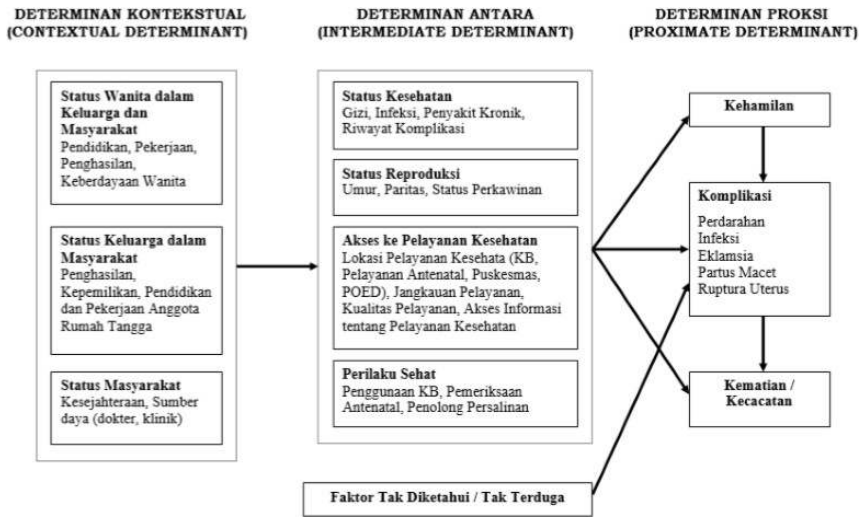 DETERMINAN KONTEKSTUAL
(CONTEXTUAL DETERMINANT)
DETERMINAN ANTARA
(INTERMEDIATE DETERMINANT)
DETERMINAN PROKSI
(PROXIMATE DETERMINANT)
Status Wanita dalam
Keluarga dan
Masyarakat
Pendidikan, Pekerjaan,
Penghasilan,
Keberdayaan Wanita
Status Keluarga dalam
Masyarakat
Penghasilan,
Kepemilikan, Pendidikan
dan Pekerjaan Anggota
Rumah Tangga
Status Masyarakat
Kesejahteraan, Sumber
daya (dokter, klinik)
Status Kesehatan
Gizi, Infeksi, Penyakit Kronik,
Riwayat Komplikasi
Status Reproduksi
Umur, Paritas, Status Perkawinan
Akses ke Pelayanan Kesehatan
Lokasi Pelayanan Kesehata (KB,
Pelayanan Antenatal, Puskesmas,
POED), Jangkauan Pelayanan,
Kualitas Pelayanan, Akses Informasi
tentang Pelayanan Kesehatan
Perilaku Sehat
Penggunaan KB, Pemeriksaan
Antenatal, Penolong Persalinan
Faktor Tak Diketahui / Tak Terduga
Kehamilan
Komplikasi
Perdarahan
Infeksi
Eklamsia
Partus Macet
Ruptura Uterus
Kematian /
Kecacatan